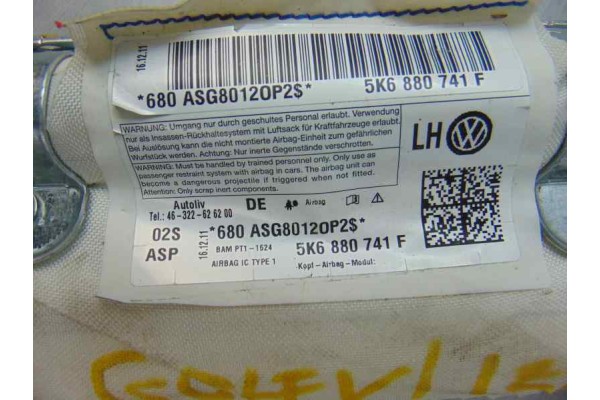 16.12.11
*680 ASG8012OP2$*
5K6 880 741 F
WARNUNG: Umgang nur durch geschultes Personal erlaubt. Verwendung
nur als Insassen-Rückhaltesystem mit Luftsack für Kraftfahrzeuge erlaubt.
Bei Auslösung kann die nicht montierte Airbag-Einheit zum gefährlichen
Wurfstück werden. Achtung: Nur inerte Gegenstände verschrotten.
WARNING: Must be handled by trained personnel only. Only use as
passenger restraint system with airbag in cars. The airbag unit can
become a dangerous projectile if triggered when not fitted.
Attention: Only scrap inert components.
LH
Autoliv
Tel.: 46-322-62 62 00
DE
Airbag
02S
16.12.11
*680 ASG8012OP2$*
ASP
BAM PT1-1524
5K6 880 741 F
AIRBAG IC TYPE 1
Kopf-Airbag-Modul
GOLF VI